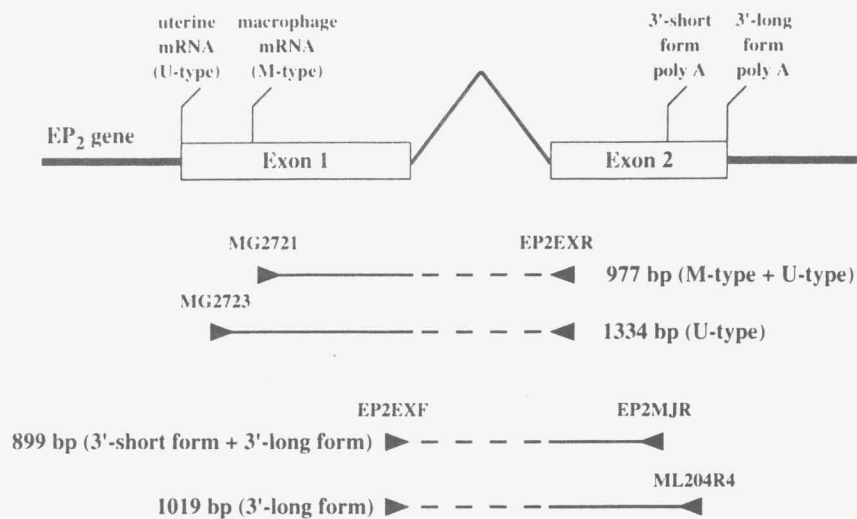 uterine
mRNA
(U-type)
macrophage
mRNA
(M-type)
3'-short
form
poly A
3'-long
form
poly A
EP2 gene
Exon 1
Exon 2
MG2721
EP2EXR
977 bp (M-type + U-type)
MG2723
1334 bp (U-type)
EP2EXF
EP2MJR
899 bp (3'-short form + 3'-long form)
ML204R4
1019 bp (3'-long form)